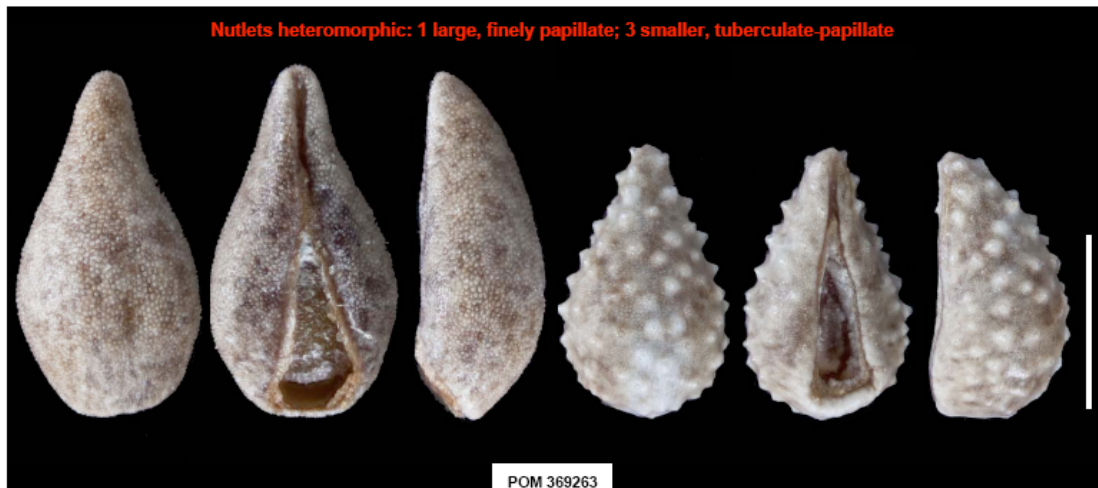 Nutlets heteromorphic: 1 large, finely papillate; 3 smaller, tuberculate-papillate
POM 369263